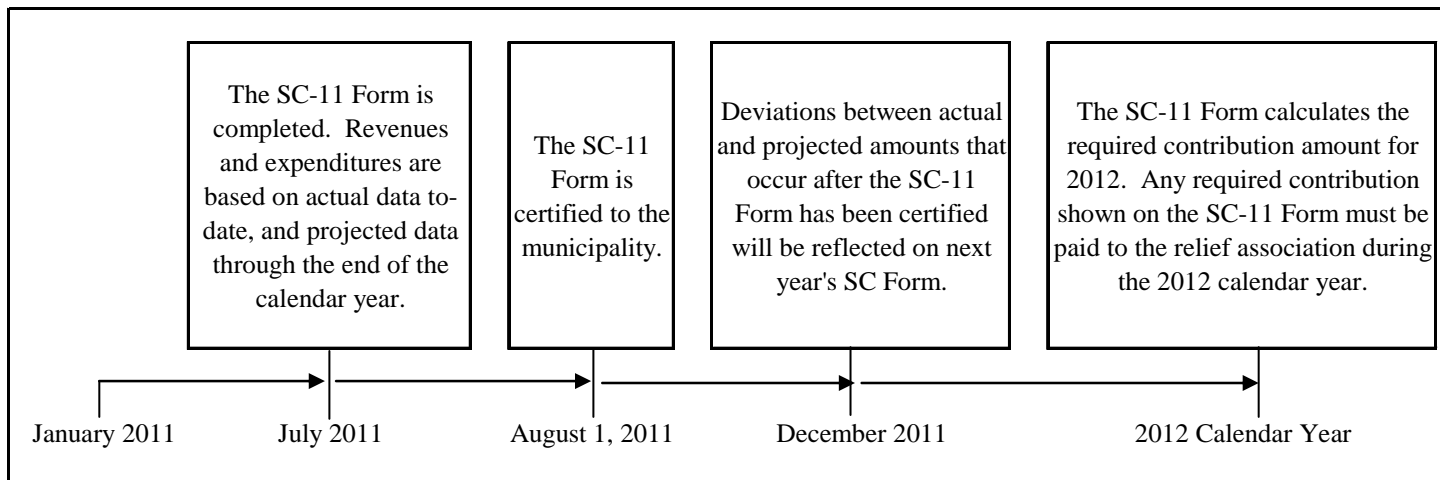 The SC-11 Form is
completed.  Revenues
and expenditures are
based on actual data to-
date, and projected data
through the end of the
calendar year.
The SC-11
Form is
certified to the
municipality.
Deviations between actual
and projected amounts that
occur after the SC-11
Form has been certified
will be reflected on next
year's SC Form.
The SC-11 Form calculates the
required contribution amount for
2012.  Any required contribution
shown on the SC-11 Form must be
paid to the relief association during
the 2012 calendar year.
January 2011
July 2011
August 1, 2011
December 2011
2012 Calendar Year